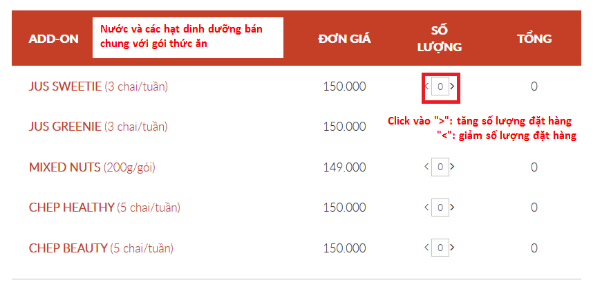 ADD-ON
Nước và các hạt dinh dưỡng bán
chung với gói thức ăn
ĐƠN GIÁ
SỐ
LƯỢNG
TỔNG
JUS SWEETIE (3 chai/tuần) 150.000 < 0 > 0
JUS GREENIE (3 chai/tuần) 150.000
Click vào ">": tăng số lượng đặt hàng
"<": giảm số lượng đặt hàng
MIXED NUTS (200g/gói) 149.000 < 0 > 0
CHEP HEALTHY (5 chai/tuần) 150.000 < 0 > 0
CHEP BEAUTY (5 chai/tuần) 150.000 < 0 > 0